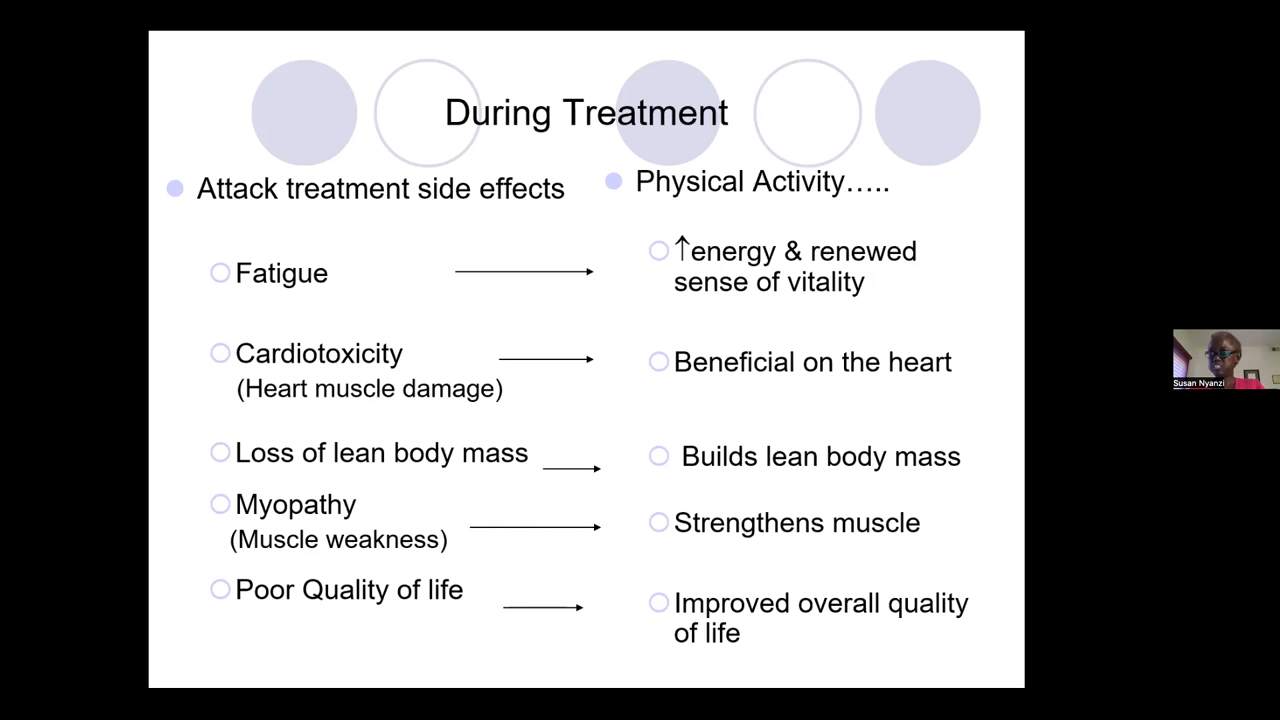 During Treatment
Attack treatment side effects
Fatigue
Cardiotoxicity
(Heart muscle damage)
Loss of lean body mass
Myopathy
(Muscle weakness)
Poor Quality of life
Physical Activity…..
↑energy & renewed
sense of vitality
Beneficial on the heart
Builds lean body mass
Strengthens muscle
Improved overall quality
of life
Susan Nyanzi